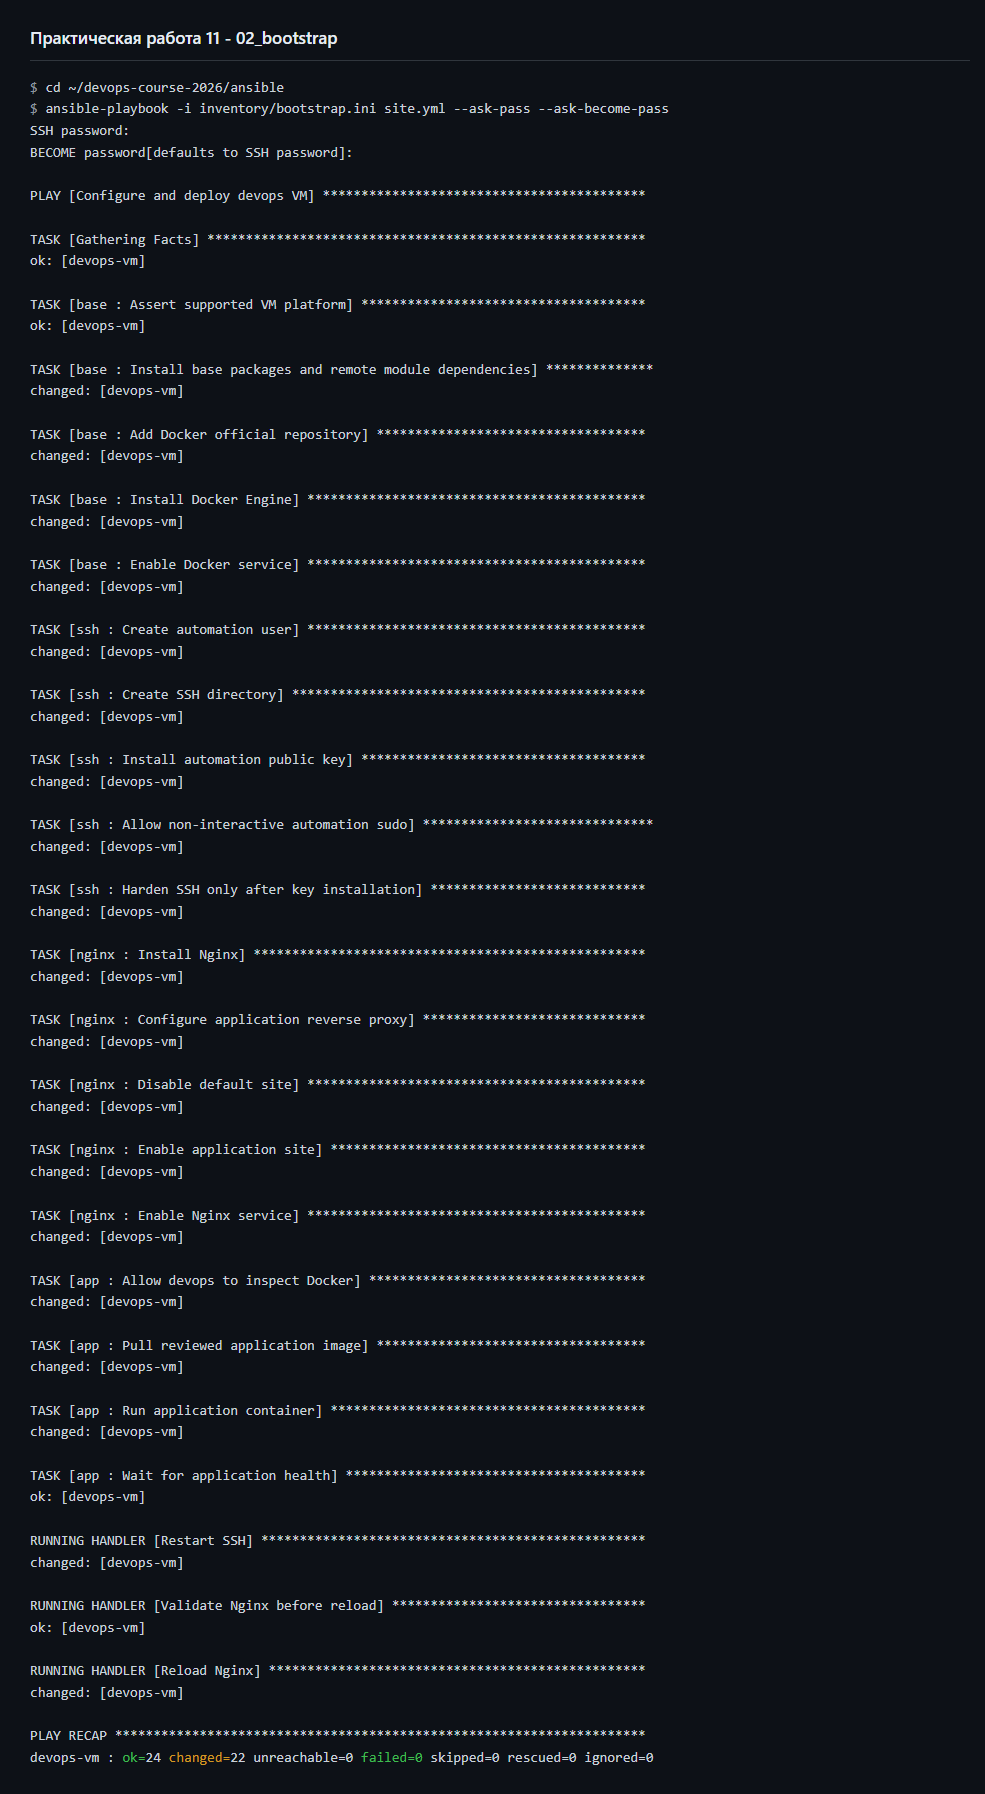 Практическая работа 11 - 02_bootstrap
$ cd ~/devops-course-2026/ansible
$ ansible-playbook -i inventory/bootstrap.ini site.yml --ask-pass --ask-become-pass
SSH password:
BECOME password[defaults to SSH password]:
PLAY [Configure and deploy devops VM] ******************************************
TASK [Gathering Facts] *********************************************************
ok: [devops-vm]
TASK [base : Assert supported VM platform] *************************************
ok: [devops-vm]
TASK [base : Install base packages and remote module dependencies] **************
changed: [devops-vm]
TASK [base : Add Docker official repository] ***********************************
changed: [devops-vm]
TASK [base : Install Docker Engine] ********************************************
changed: [devops-vm]
TASK [base : Enable Docker service] ********************************************
changed: [devops-vm]
TASK [ssh : Create automation user] ********************************************
changed: [devops-vm]
TASK [ssh : Create SSH directory] **********************************************
changed: [devops-vm]
TASK [ssh : Install automation public key] *************************************
changed: [devops-vm]
TASK [ssh : Allow non-interactive automation sudo] ******************************
changed: [devops-vm]
TASK [ssh : Harden SSH only after key installation] ****************************
changed: [devops-vm]
TASK [nginx : Install Nginx] ***************************************************
changed: [devops-vm]
TASK [nginx : Configure application reverse proxy] *****************************
changed: [devops-vm]
TASK [nginx : Disable default site] ********************************************
changed: [devops-vm]
TASK [nginx : Enable application site] *****************************************
changed: [devops-vm]
TASK [nginx : Enable Nginx service] ********************************************
changed: [devops-vm]
TASK [app : Allow devops to inspect Docker] ************************************
changed: [devops-vm]
TASK [app : Pull reviewed application image] ***********************************
changed: [devops-vm]
TASK [app : Run application container] *****************************************
changed: [devops-vm]
TASK [app : Wait for application health] ***************************************
ok: [devops-vm]
RUNNING HANDLER [Restart SSH] **************************************************
changed: [devops-vm]
RUNNING HANDLER [Validate Nginx before reload] *********************************
ok: [devops-vm]
RUNNING HANDLER [Reload Nginx] *************************************************
changed: [devops-vm]
PLAY RECAP *********************************************************************
devops-vm : ok=24 changed=22 unreachable=0 failed=0 skipped=0 rescued=0 ignored=0